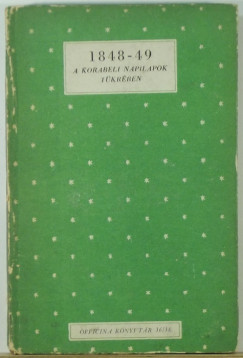 1848-49
A KORABELI NAPILAPOK
TÜKRÉBEN
OFFICINA KÖNYVTÁR